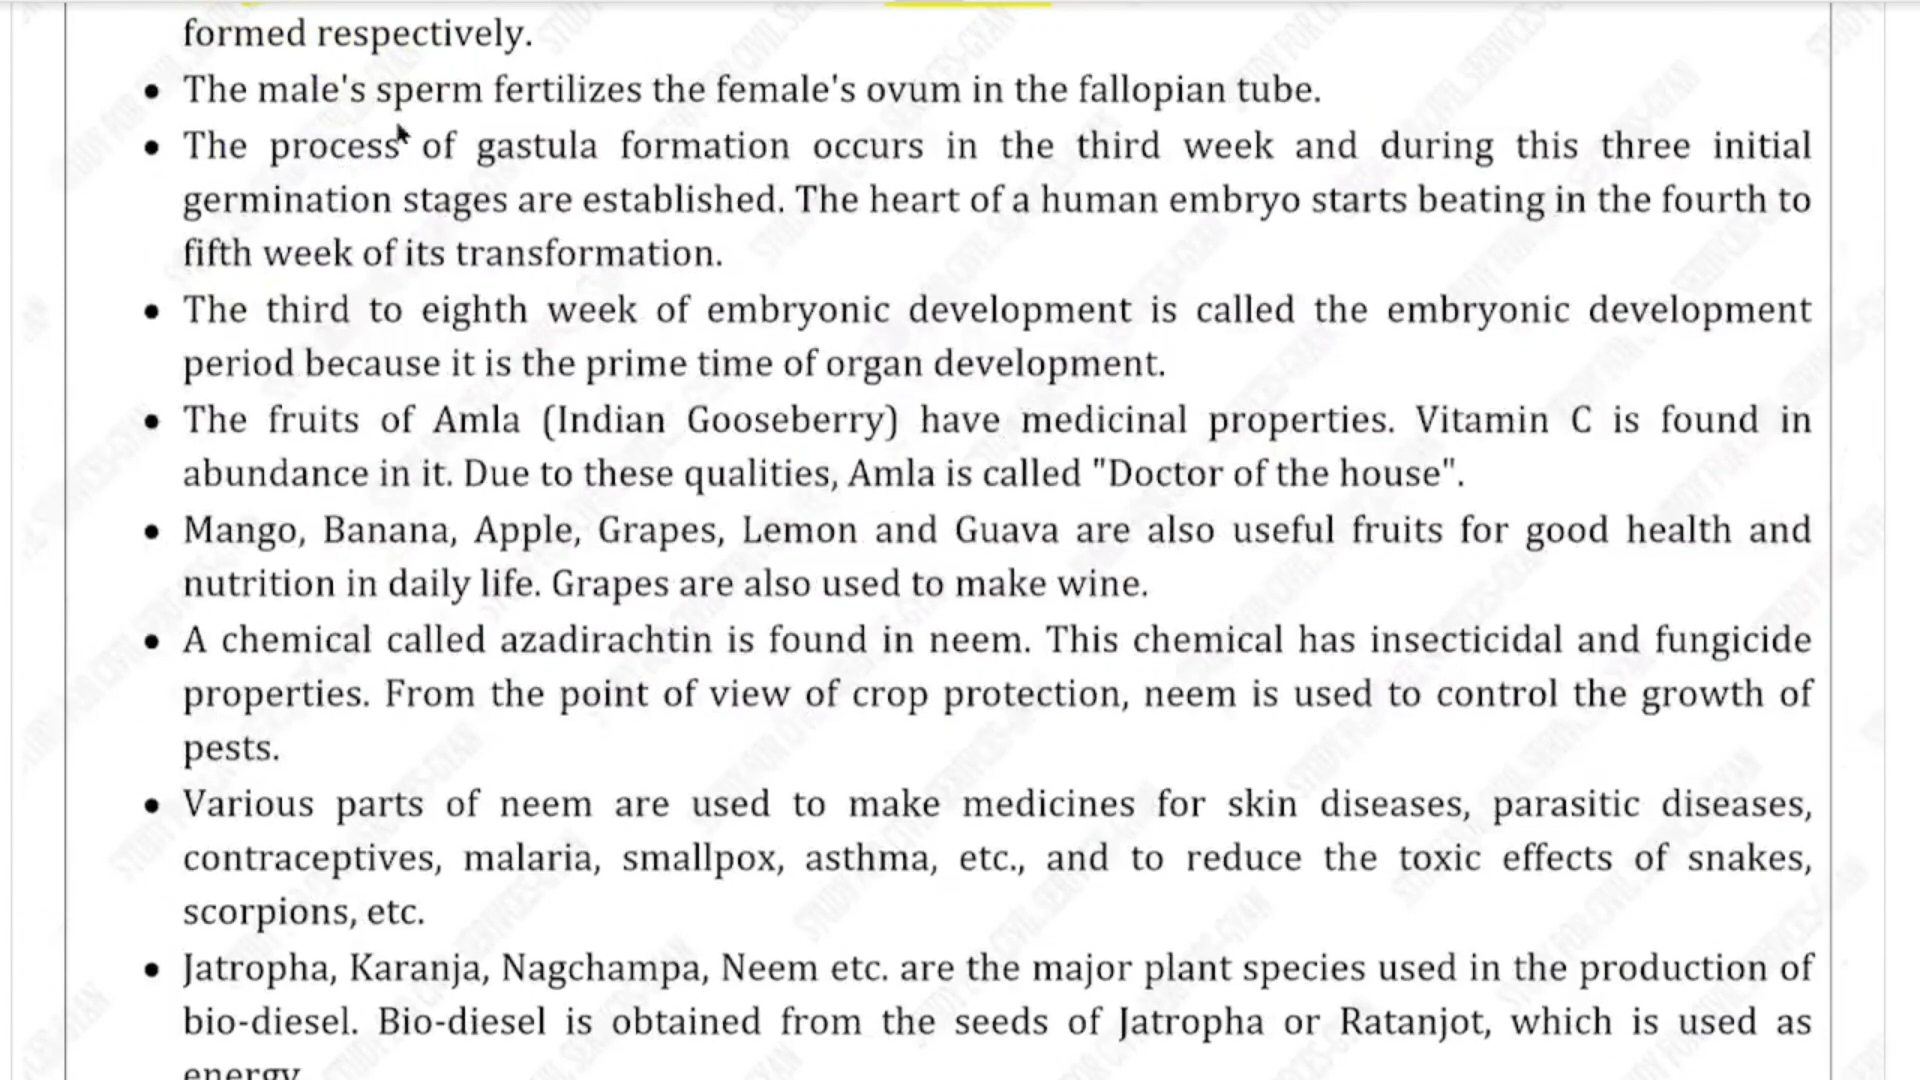 formed respectively.
• The male's sperm fertilizes the female's ovum in the fallopian tube.
• The process of gastula formation occurs in the third week and during this three initial
germination stages are established. The heart of a human embryo starts beating in the fourth to
fifth week of its transformation.
• The third to eighth week of embryonic development is called the embryonic development
period because it is the prime time of organ development.
• The fruits of Amla (Indian Gooseberry) have medicinal properties. Vitamin C is found in
abundance in it. Due to these qualities, Amla is called "Doctor of the house".
• Mango, Banana, Apple, Grapes, Lemon and Guava are also useful fruits for good health and
nutrition in daily life. Grapes are also used to make wine.
• A chemical called azadirachtin is found in neem. This chemical has insecticidal and fungicide
properties. From the point of view of crop protection, neem is used to control the growth of
pests.
• Various parts of neem are used to make medicines for skin diseases, parasitic diseases,
contraceptives, malaria, smallpox, asthma, etc., and to reduce the toxic effects of snakes,
scorpions, etc.
• Jatropha, Karanja, Nagchampa, Neem etc. are the major plant species used in the production of
bio-diesel. Bio-diesel is obtained from the seeds of Jatropha or Ratanjot, which is used as
energy